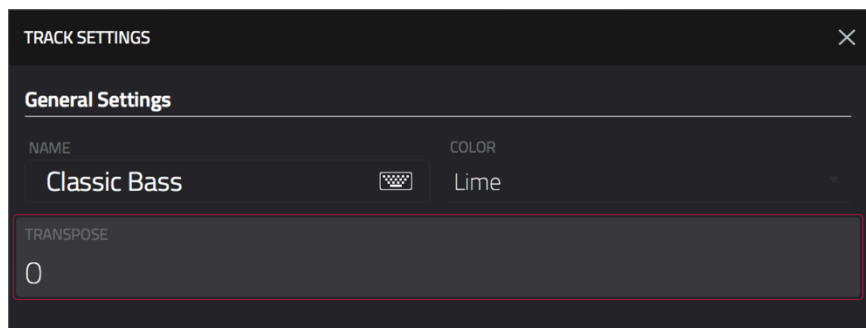 TRACK SETTINGS
General Settings
NAME
COLOR
Classic Bass
Lime
TRANSPOSE
0